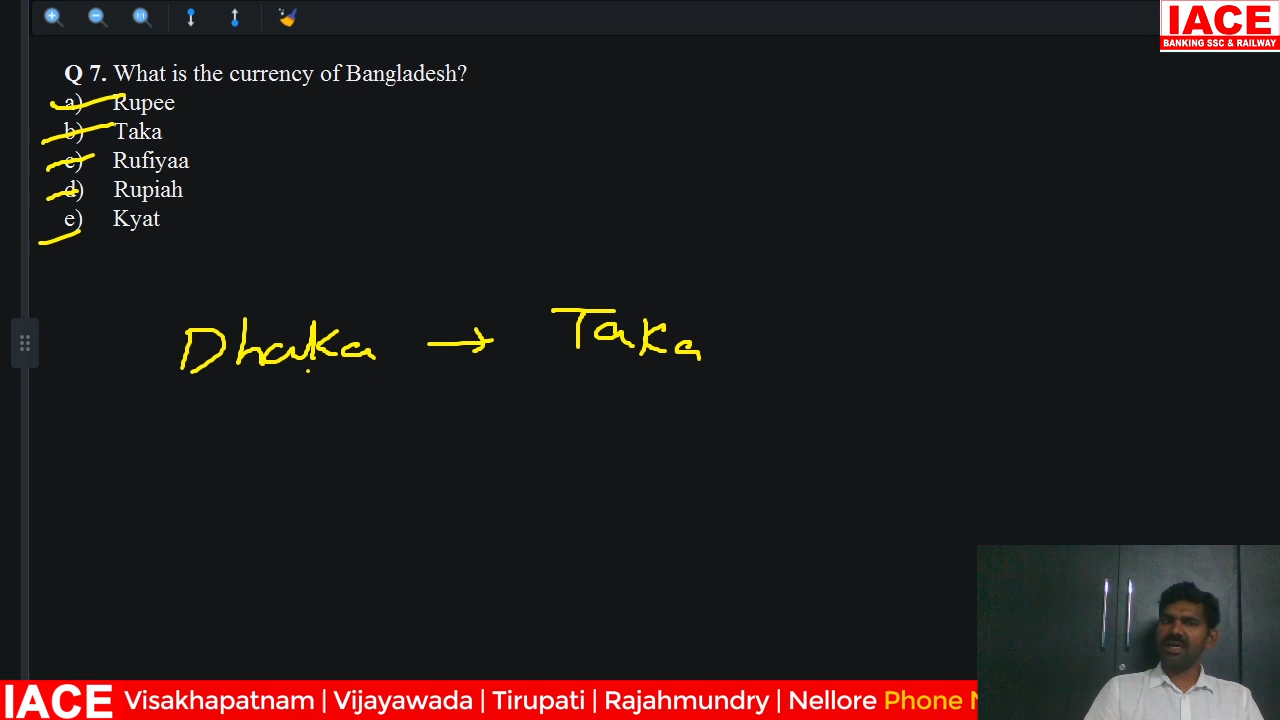 IACE
BANKING SSC & RAILWAY
Q 7. What is the currency of Bangladesh?
a) Rupee
b) Taka
c) Rufiyaa
d) Rupiah
e) Kyat
Dhaka → Taka
IACE Visakhapatnam | Vijayawada | Tirupati | Rajahmundry | Nellore Phone N